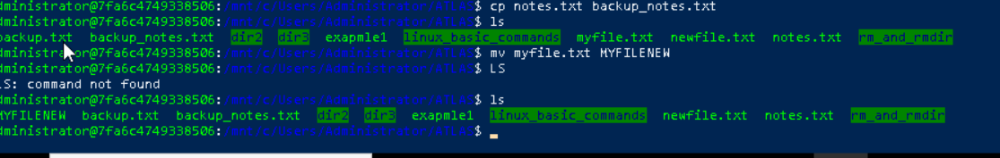 dministrator@7fa6c4749338506:/mnt/c/Users/Administrator/ATLAS$ cp notes.txt backup_notes.txt
dministrator@7fa6c4749338506:/mnt/c/Users/Administrator/ATLAS$ ls
backup.txt backup_notes.txt dir2 dir3 exapmle1 linux_basic_commands myfile.txt newfile.txt notes.txt rm_and_rmdir
dministrator@7fa6c4749338506:/mnt/c/Users/Administrator/ATLAS$ mv myfile.txt MYFILENEW
dministrator@7fa6c4749338506:/mnt/c/Users/Administrator/ATLAS$ LS
LS: command not found
dministrator@7fa6c4749338506:/mnt/c/Users/Administrator/ATLAS$ ls
MYFILENEW backup.txt backup_notes.txt dir2 dir3 exapmle1 linux_basic_commands newfile.txt notes.txt rm_and_rmdir
dministrator@7fa6c4749338506:/mnt/c/Users/Administrator/ATLAS$